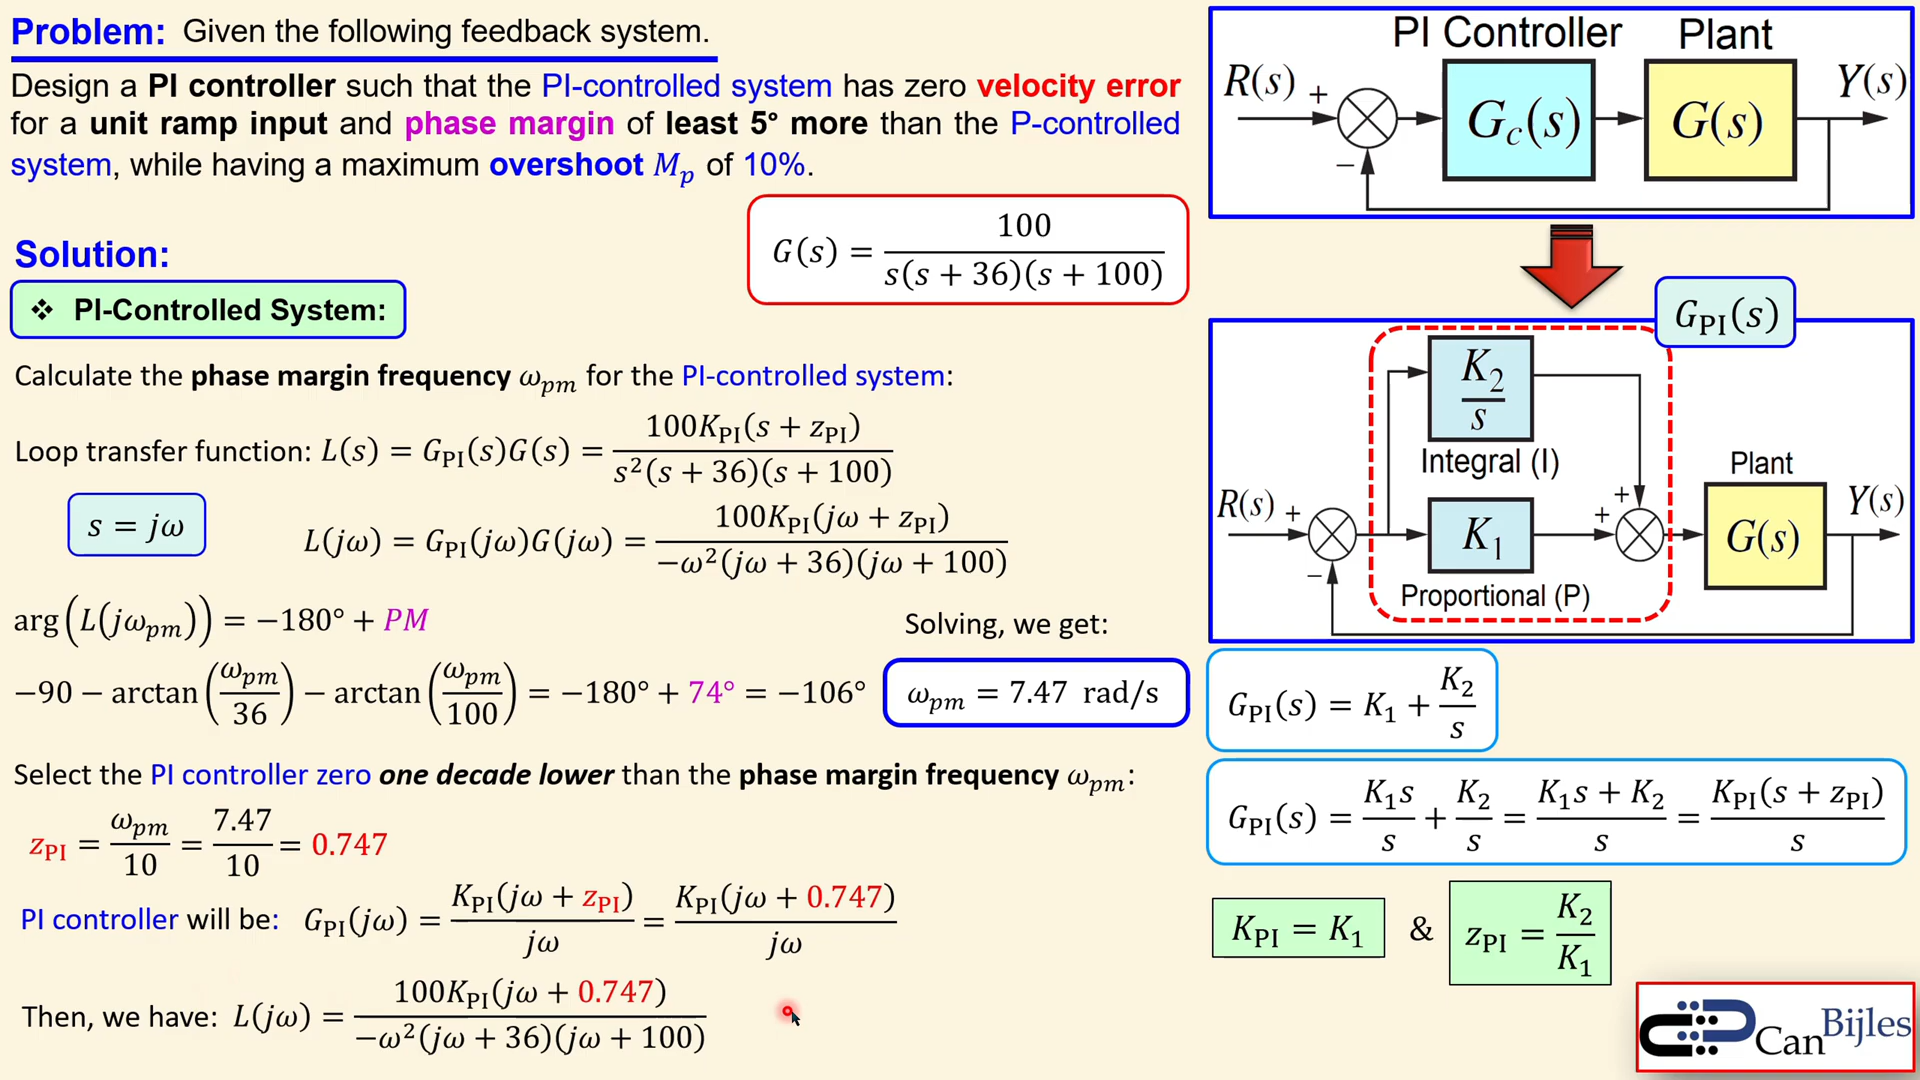 Problem: Given the following feedback system.
Design a PI controller such that the PI-controlled system has zero velocity error
for a unit ramp input and phase margin of least 5° more than the P-controlled
system, while having a maximum overshoot M_p of 10%.
G(s) = 100 / (s(s + 36)(s + 100))
Solution:
❖ PI-Controlled System:
Calculate the phase margin frequency ω_pm for the PI-controlled system:
Loop transfer function: L(s) = G_PI(s)G(s) = 100K_PI(s + z_PI) / (s²(s + 36)(s + 100))
s = jω
L(jω) = G_PI(jω)G(jω) = 100K_PI(jω + z_PI) / (−ω²(jω + 36)(jω + 100))
arg(L(jω_pm)) = −180° + PM
Solving, we get:
−90 − arctan(ω_pm / 36) − arctan(ω_pm / 100) = −180° + 74° = −106°
ω_pm = 7.47 rad/s
Select the PI controller zero one decade lower than the phase margin frequency ω_pm:
z_PI = ω_pm / 10 = 7.47 / 10 = 0.747
PI controller will be: G_PI(jω) = K_PI(jω + z_PI) / jω = K_PI(jω + 0.747) / jω
Then, we have: L(jω) = 100K_PI(jω + 0.747) / (−ω²(jω + 36)(jω + 100))
PI Controller
Plant
R(s)
+
−
G_c(s)
G(s)
Y(s)
G_PI(s)
K_2 / s
Integral (I)
R(s)
+
−
K_1
Proportional (P)
+
+
Plant
G(s)
Y(s)
G_PI(s) = K_1 + K_2 / s
G_PI(s) = K_1s / s + K_2 / s = (K_1s + K_2) / s = K_PI(s + z_PI) / s
K_PI = K_1 & z_PI = K_2 / K_1
CanBijles